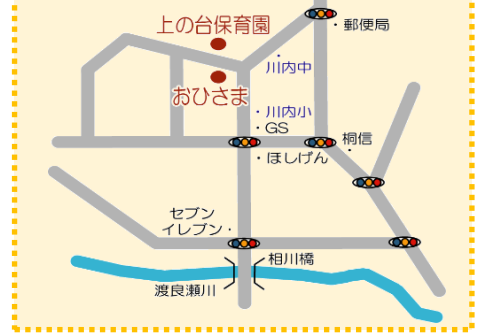 上の台保育園
・郵便局
・川内中
おひさま
・川内小
・GS
・ほしげん
桐信・
セブン
イレブン・
相川橋
渡良瀬川